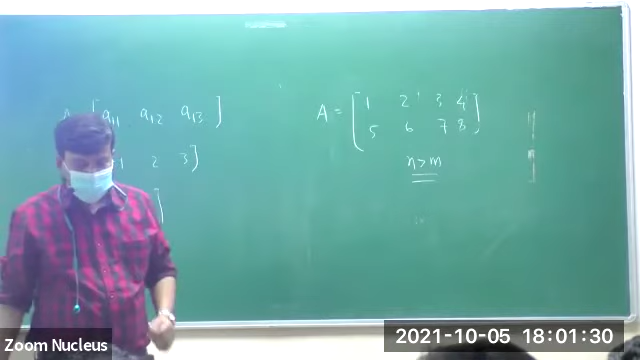 [ a₁₁ a₁₂ a₁₃ ]
1 2 3 ]
]
A = [ 1 2 3 4 ]
5 6 7 8
n>m
Zoom Nucleus
2021-10-05 18:01:30